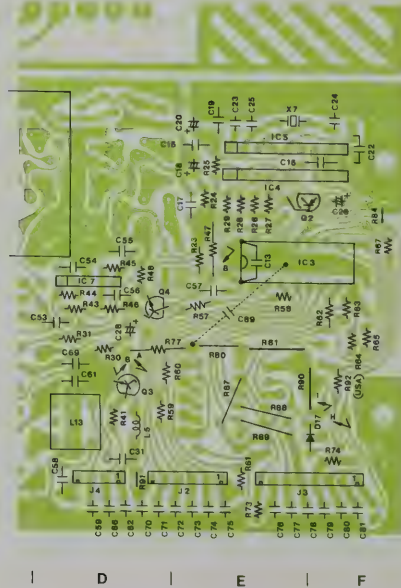 C20
C19
C23
C25
X7
C24
C16
IC5
C18
R25
C16
C22
IC4
C17
R24
R29
R28
R26
R27
Q2
C26
R84
C55
C54
R45
R23
R47
B
C13
IC3
R67
IC7
R44
R48
C56
C57
R43
R46
Q4
R58
C53
C28
R57
C89
R62
R63
R31
C69
R30
R77
R80
R81
R64
R65
C61
B
A
R60
Q3
R87
R90
R92
(USA)
L13
R41
R59
R88
I
H
L5
R89
D17
C31
R61
R74
C58
J4
R91
J2
J3
R73
C59
C66
C62
C70
C71
C72
C73
C74
C75
C76
C77
C78
C79
C80
C81
D
E
F